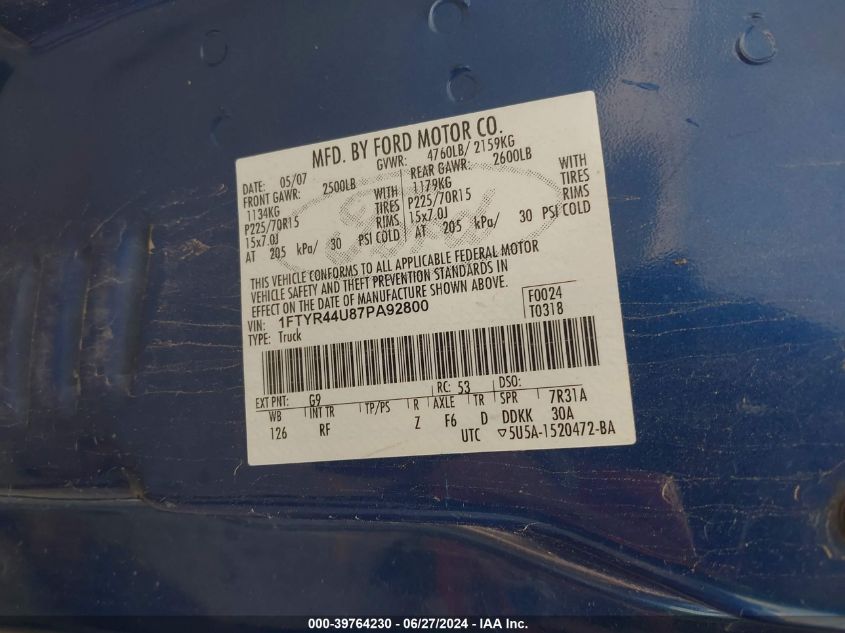 MFD. BY FORD MOTOR CO.
DATE: 05/07 GVWR: 4760LB/ 2159KG
FRONT GAWR: 2500LB REAR GAWR: 2600LB
1134KG WITH 1179KG WITH
P225/70R15 TIRES P225/70R15 TIRES
15x7.0J RIMS 15x7.0J RIMS
AT 205 kPa/ 30 PSI COLD AT 205 kPa/ 30 PSI COLD
Ford
THIS VEHICLE CONFORMS TO ALL APPLICABLE FEDERAL MOTOR
VEHICLE SAFETY AND THEFT PREVENTION STANDARDS IN
EFFECT ON THE DATE OF MANUFACTURE SHOWN ABOVE.
VIN: 1FTYR44U87PA92800 F0024
TYPE: Truck T0318
EXT PNT: G9 RC: 53 DSO:
WB INT TR TP/PS R AXLE TR SPR 7R31A
126 RF Z F6 D DDKK 30A
UTC ▽5U5A-1520472-BA
000-39764230 - 06/27/2024 - IAA Inc.